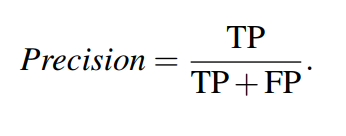 Precision = TP / (TP + FP).